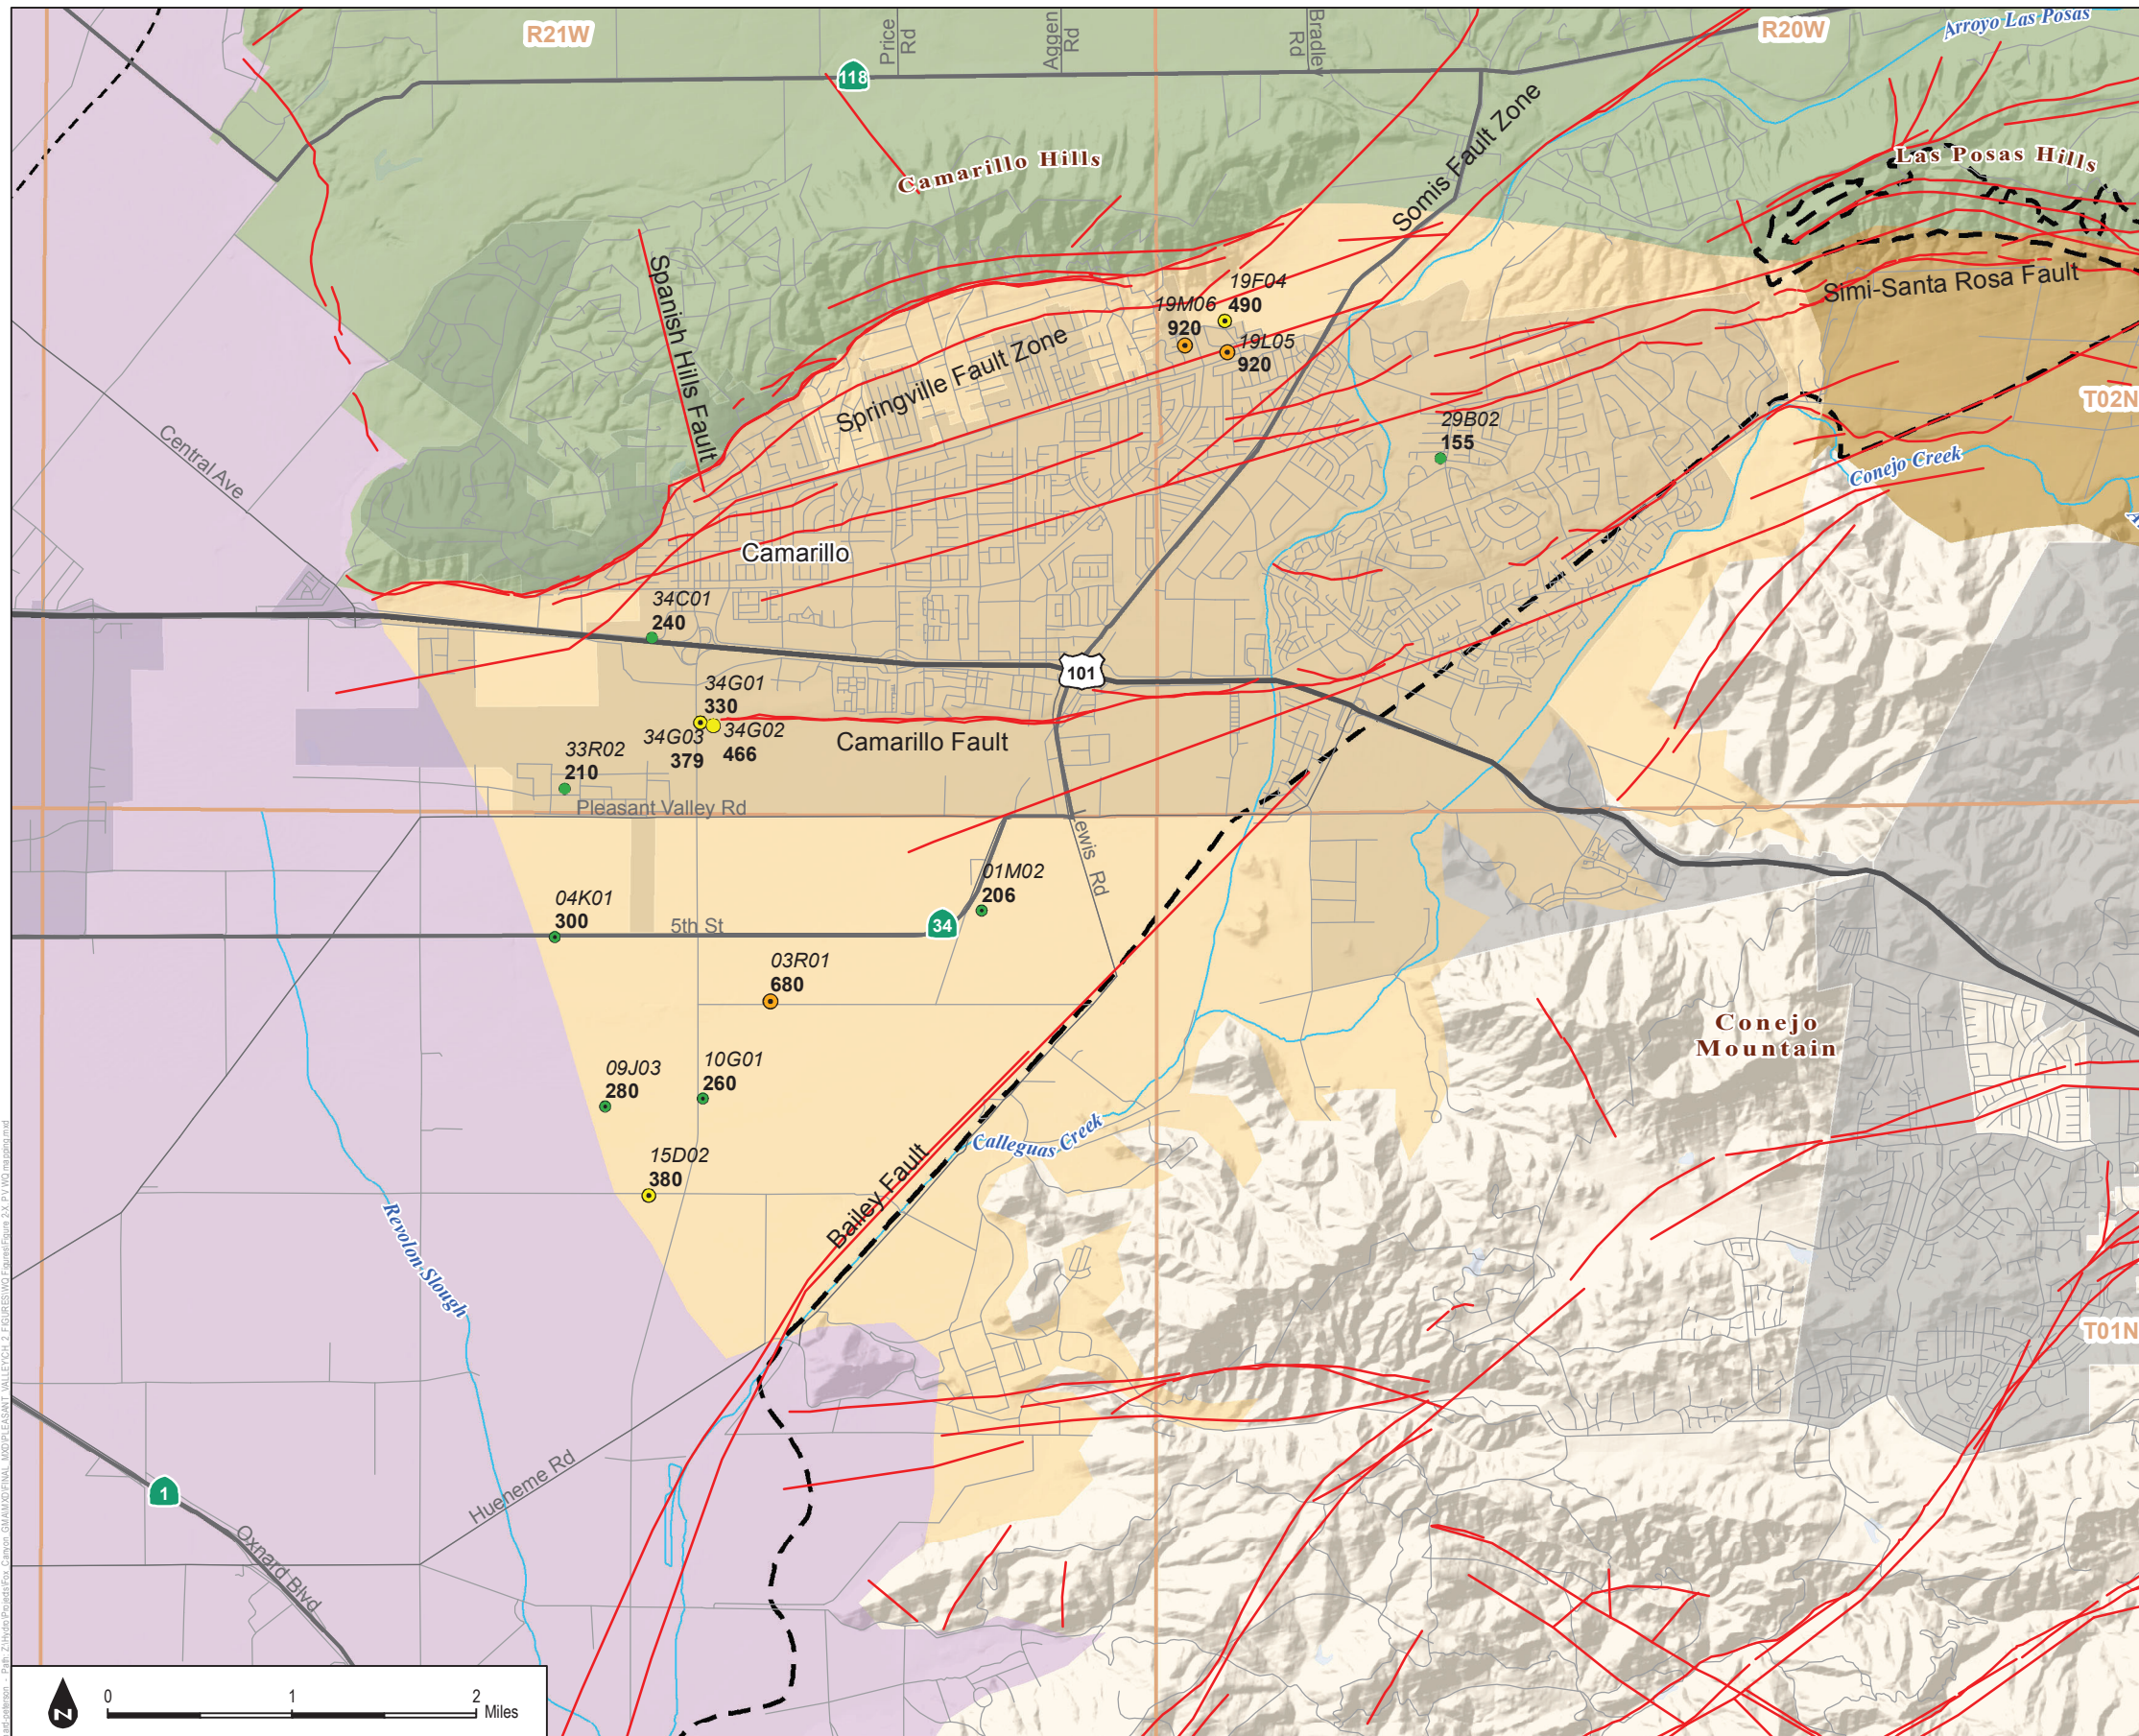 R21W
Price
Rd
Aggen
Rd
Bradley
Rd
R20W
Arroyo Las Posas
118
Camarillo Hills
Somis Fault Zone
Las Posas Hills
Spanish Hills Fault
19F04
490
19M06
920
19L05
920
Simi-Santa Rosa Fault
Springville Fault Zone
T02N
29B02
155
Central Ave
Conejo Creek
Camarillo
34C01
240
101
34G01
330
34G03
379
34G02
466
Camarillo Fault
33R02
210
Pleasant Valley Rd
Lewis Rd
01M02
206
04K01
300
5th St
34
03R01
680
Conejo
Mountain
09J03
280
10G01
260
Calleguas Creek
15D02
380
Bailey Fault
Revolon Slough
T01N
Hueneme Rd
1
Oxnard Blvd
N
0 1 2
Miles